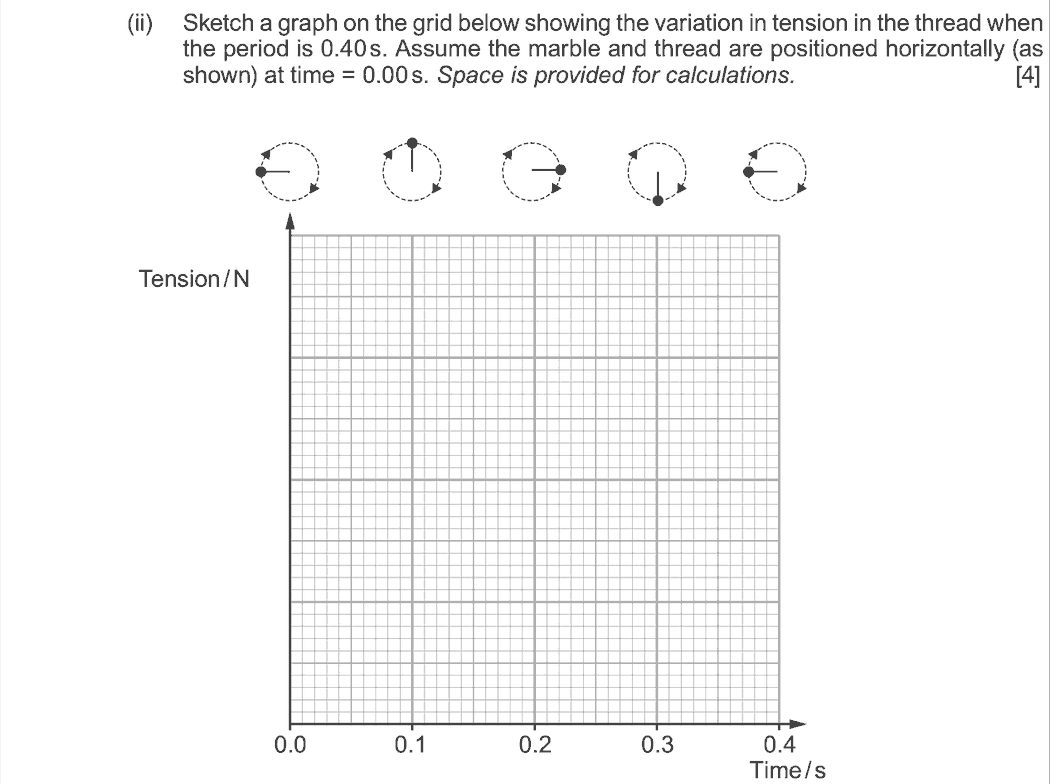 (ii) Sketch a graph on the grid below showing the variation in tension in the thread when
the period is 0.40 s. Assume the marble and thread are positioned horizontally (as
shown) at time = 0.00 s. Space is provided for calculations. [4]
Tension / N
0.0 0.1 0.2 0.3 0.4
Time / s